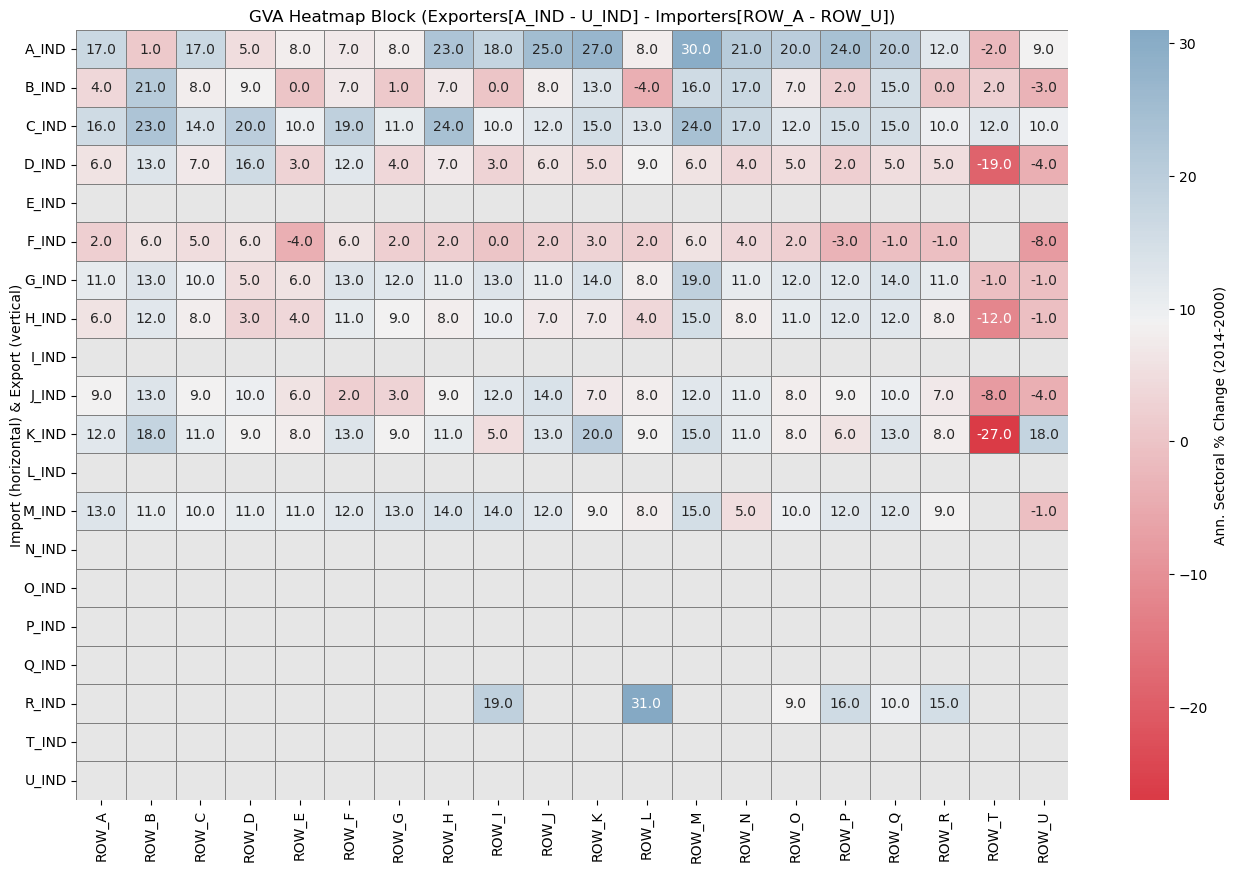 GVA Heatmap Block (Exporters[A_IND - U_IND] - Importers[ROW_A - ROW_U])
Import (horizontal) & Export (vertical)
A_IND 17.0 1.0 17.0 5.0 8.0 7.0 8.0 23.0 18.0 25.0 27.0 8.0 30.0 21.0 20.0 24.0 20.0 12.0 -2.0 9.0
B_IND 4.0 21.0 8.0 9.0 0.0 7.0 1.0 7.0 0.0 8.0 13.0 -4.0 16.0 17.0 7.0 2.0 15.0 0.0 2.0 -3.0
C_IND 16.0 23.0 14.0 20.0 10.0 19.0 11.0 24.0 10.0 12.0 15.0 13.0 24.0 17.0 12.0 15.0 15.0 10.0 12.0 10.0
D_IND 6.0 13.0 7.0 16.0 3.0 12.0 4.0 7.0 3.0 6.0 5.0 9.0 6.0 4.0 5.0 2.0 5.0 5.0 -19.0 -4.0
E_IND
F_IND 2.0 6.0 5.0 6.0 -4.0 6.0 2.0 2.0 0.0 2.0 3.0 2.0 6.0 4.0 2.0 -3.0 -1.0 -1.0 -8.0
G_IND 11.0 13.0 10.0 5.0 6.0 13.0 12.0 11.0 13.0 11.0 14.0 8.0 19.0 11.0 12.0 12.0 14.0 11.0 -1.0 -1.0
H_IND 6.0 12.0 8.0 3.0 4.0 11.0 9.0 8.0 10.0 7.0 7.0 4.0 15.0 8.0 11.0 12.0 12.0 8.0 -12.0 -1.0
I_IND
J_IND 9.0 13.0 9.0 10.0 6.0 2.0 3.0 9.0 12.0 14.0 7.0 8.0 12.0 11.0 8.0 9.0 10.0 7.0 -8.0 -4.0
K_IND 12.0 18.0 11.0 9.0 8.0 13.0 9.0 11.0 5.0 13.0 20.0 9.0 15.0 11.0 8.0 6.0 13.0 8.0 -27.0 18.0
L_IND
M_IND 13.0 11.0 10.0 11.0 11.0 12.0 13.0 14.0 14.0 12.0 9.0 8.0 15.0 5.0 10.0 12.0 12.0 9.0 -1.0
N_IND
O_IND
P_IND
Q_IND
R_IND 19.0 31.0 9.0 16.0 10.0 15.0
T_IND
U_IND
ROW_A ROW_B ROW_C ROW_D ROW_E ROW_F ROW_G ROW_H ROW_I ROW_J ROW_K ROW_L ROW_M ROW_N ROW_O ROW_P ROW_Q ROW_R ROW_T ROW_U
30
20
10
0
−10
−20
Ann. Sectoral % Change (2014-2000)